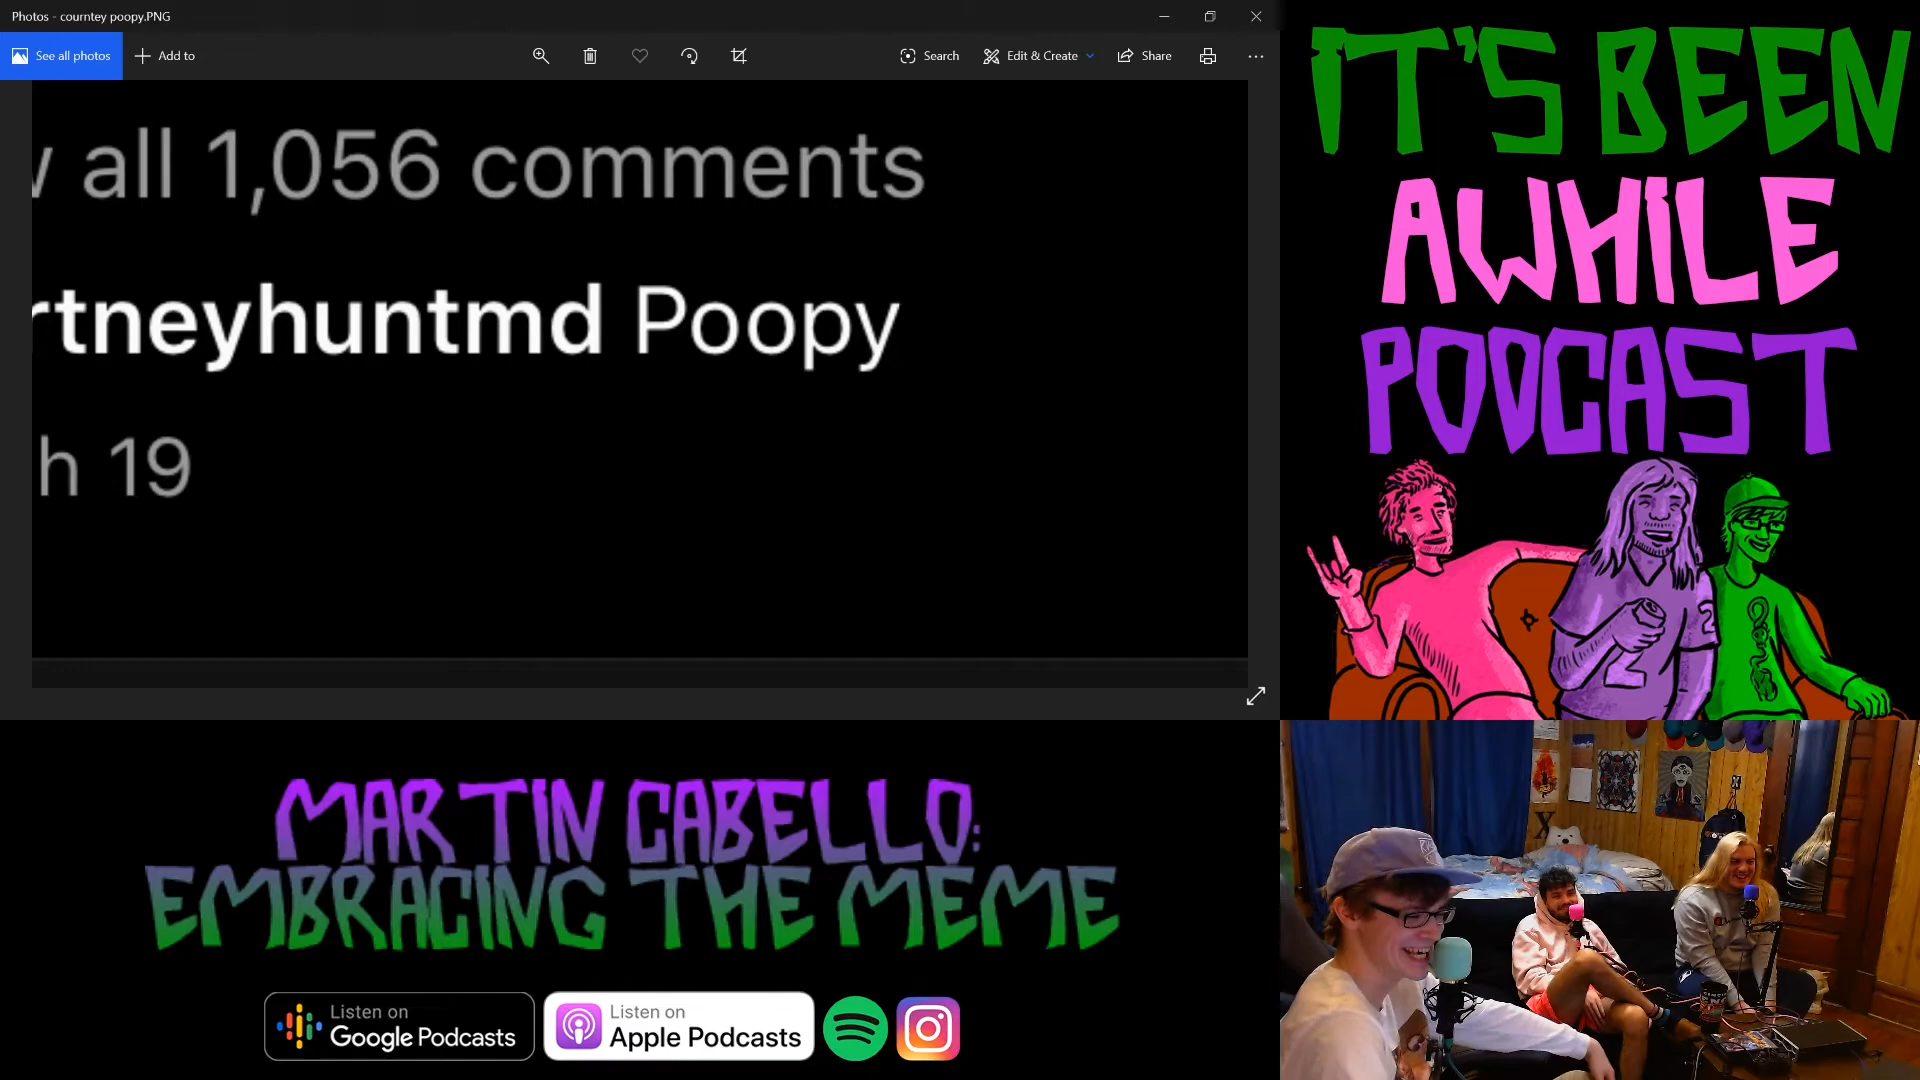 Photos - courntey poopy.PNG
See all photos
Add to
Search
Edit & Create
Share
all 1,056 comments
rtneyhuntmd Poopy
h 19
IT'S BEEN
AWHILE
PODCAST
2
MARTIN CABELLO:
EMBRACING THE MEME
Listen on
Google Podcasts
Listen on
Apple Podcasts
X